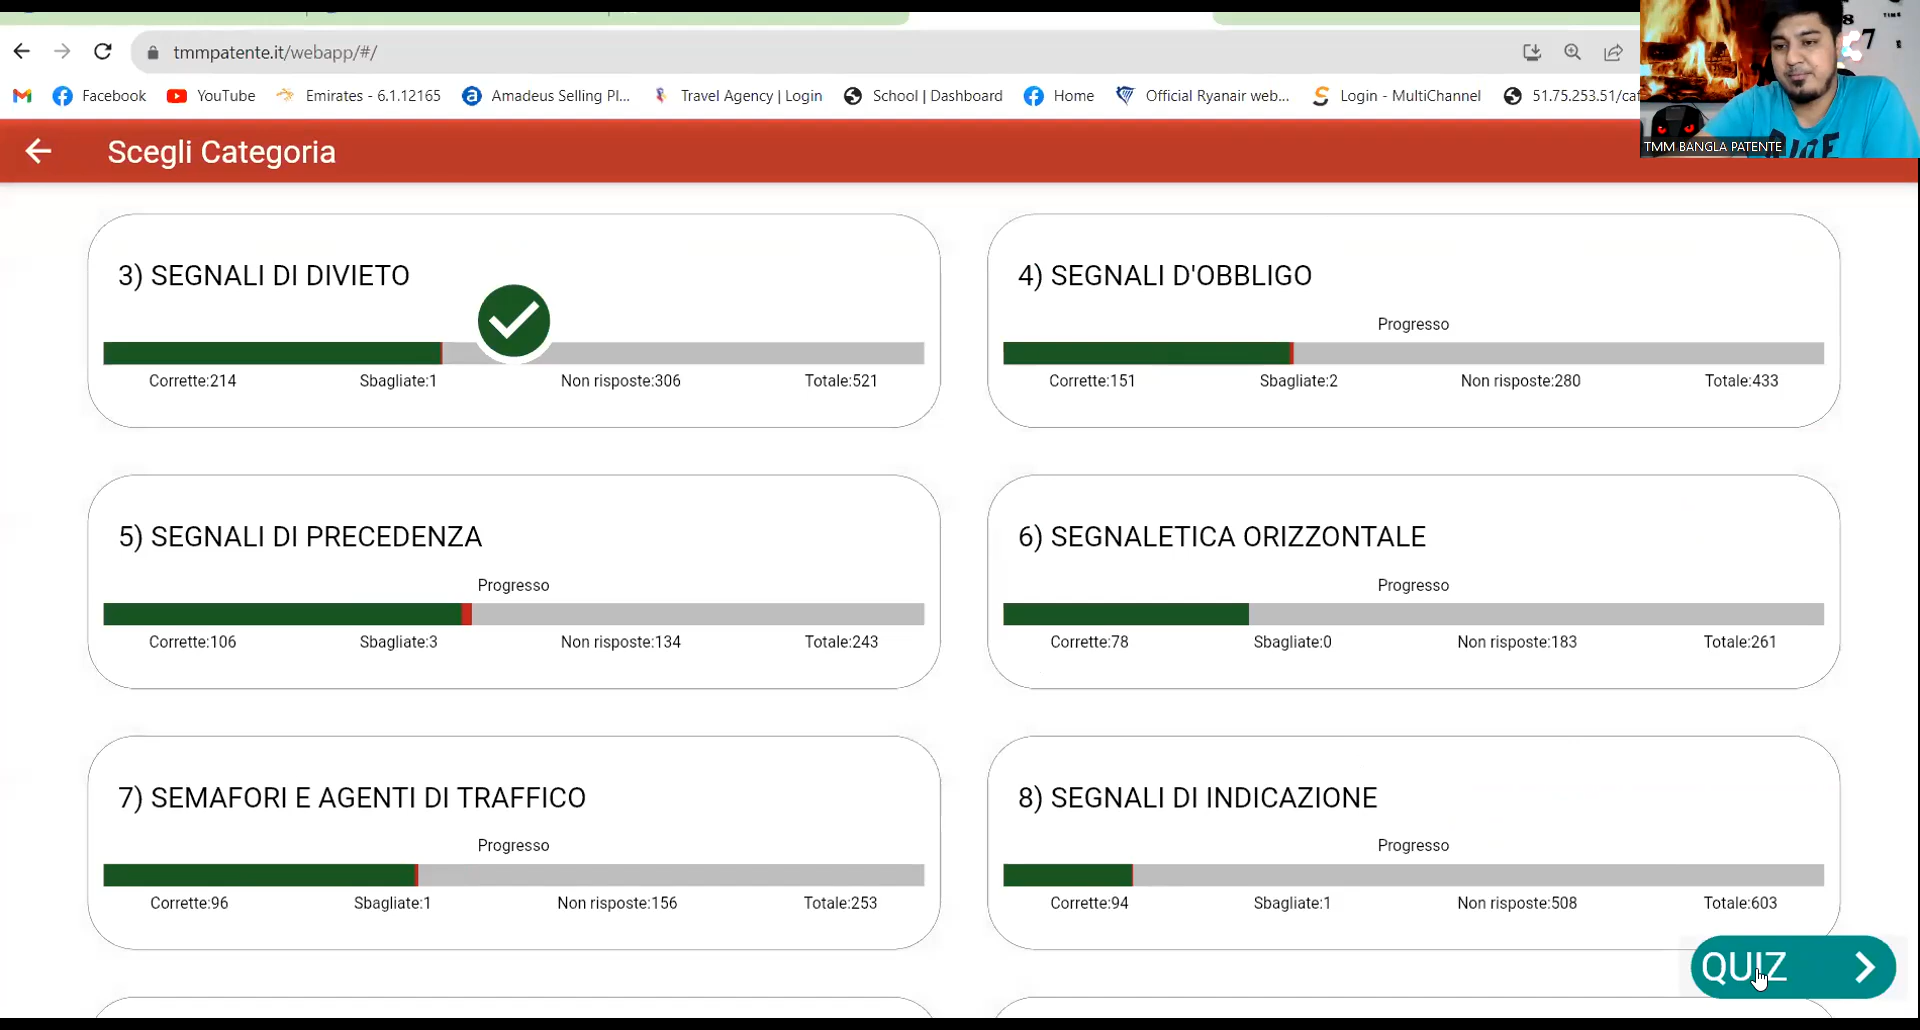 tmmpatente.it/webapp/#/
Facebook YouTube Emirates - 6.1.12165 Amadeus Selling Pl... Travel Agency | Login School | Dashboard Home Official Ryanair web... Login - MultiChannel 51.75.253.51/caf
TMM BANGLA PATENTE
Scegli Categoria
3) SEGNALI DI DIVIETO
Corrette:214 Sbagliate:1 Non risposte:306 Totale:521
4) SEGNALI D'OBBLIGO
Progresso
Corrette:151 Sbagliate:2 Non risposte:280 Totale:433
5) SEGNALI DI PRECEDENZA
Progresso
Corrette:106 Sbagliate:3 Non risposte:134 Totale:243
6) SEGNALETICA ORIZZONTALE
Progresso
Corrette:78 Sbagliate:0 Non risposte:183 Totale:261
7) SEMAFORI E AGENTI DI TRAFFICO
Progresso
Corrette:96 Sbagliate:1 Non risposte:156 Totale:253
8) SEGNALI DI INDICAZIONE
Progresso
Corrette:94 Sbagliate:1 Non risposte:508 Totale:603
QUIZ